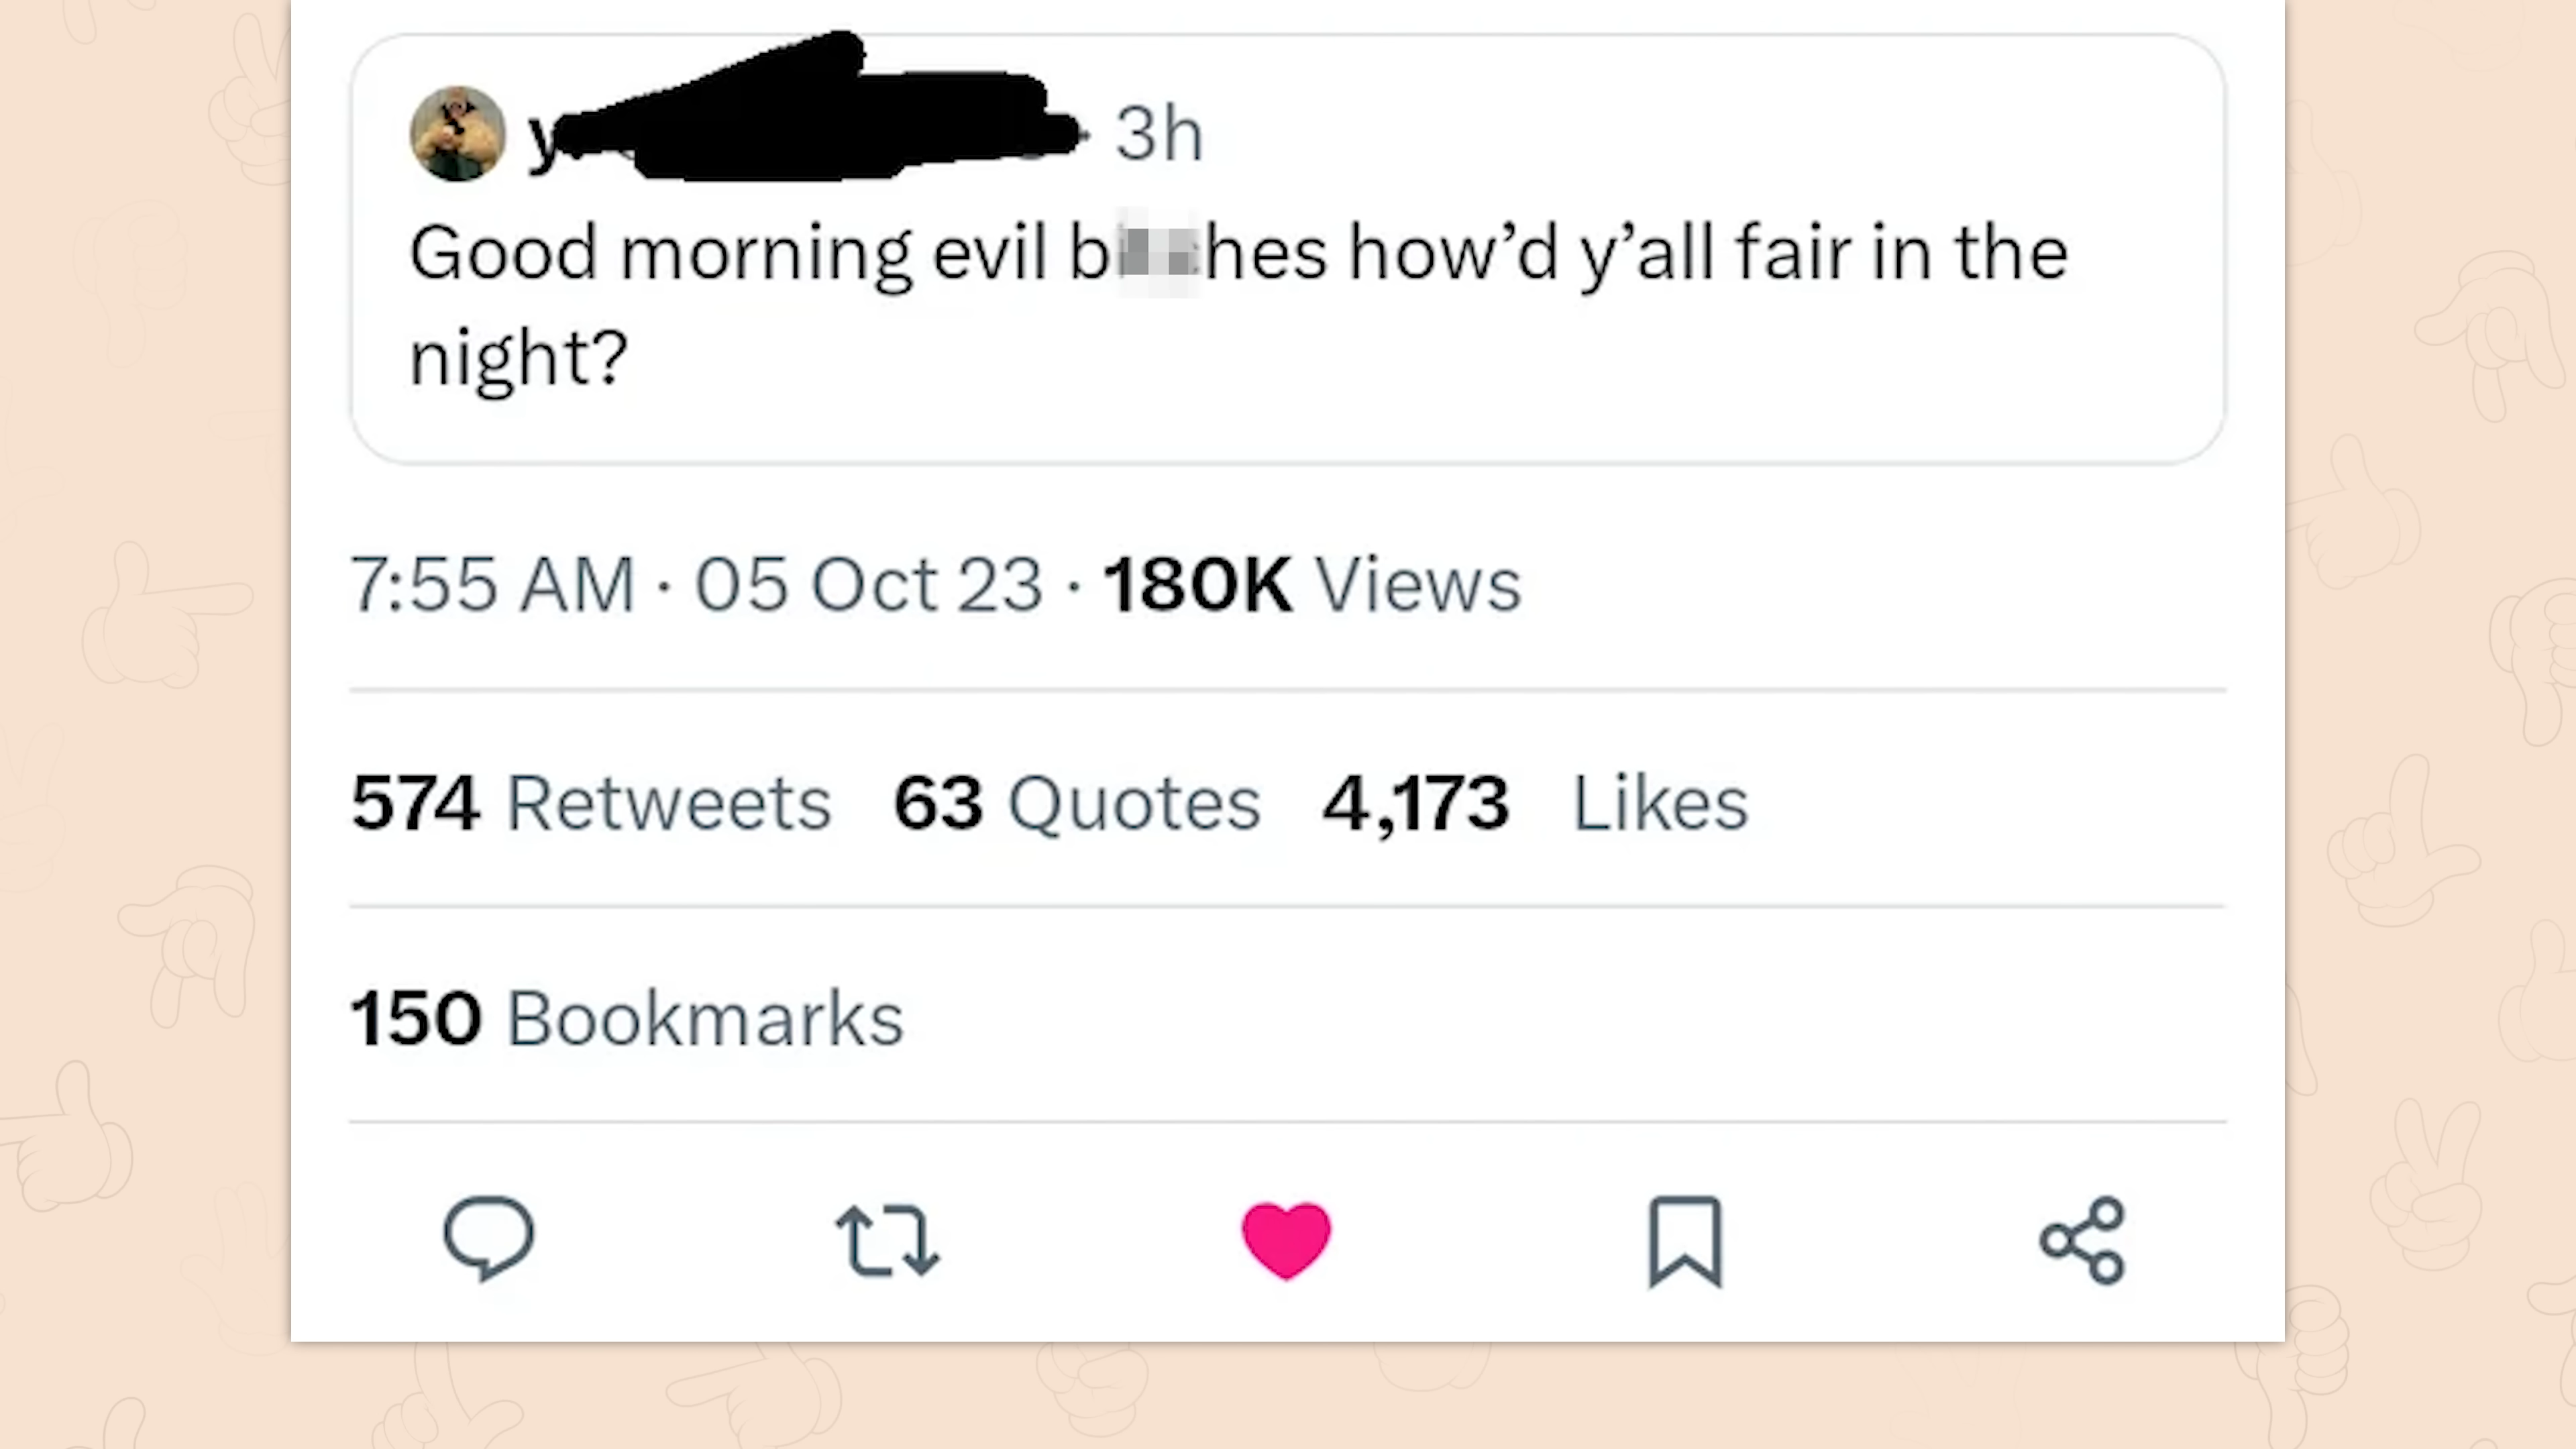 3h
Good morning evil how'd y'all fair in the
night?
7:55 AM · 05 Oct 23 · 180K Views
574 Retweets 63 Quotes 4,173 Likes
150 Bookmarks